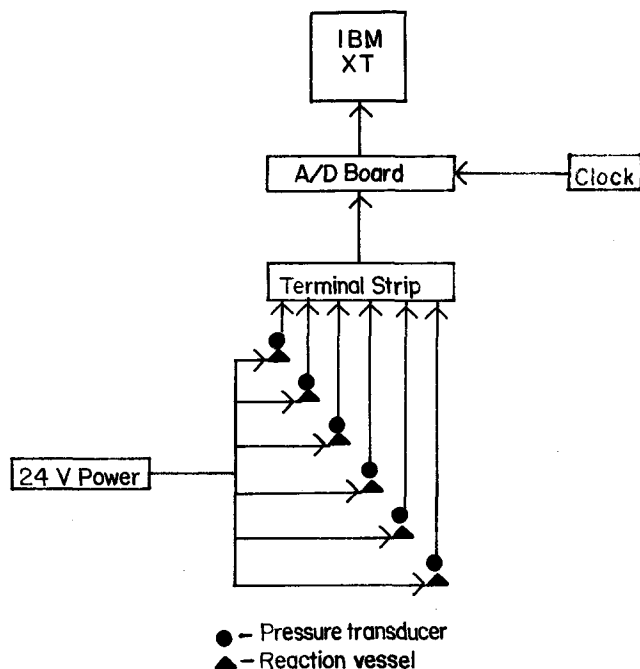 IBM
XT
A/D Board
Clock
Terminal Strip
24 V Power
- Pressure transducer
- Reaction vessel